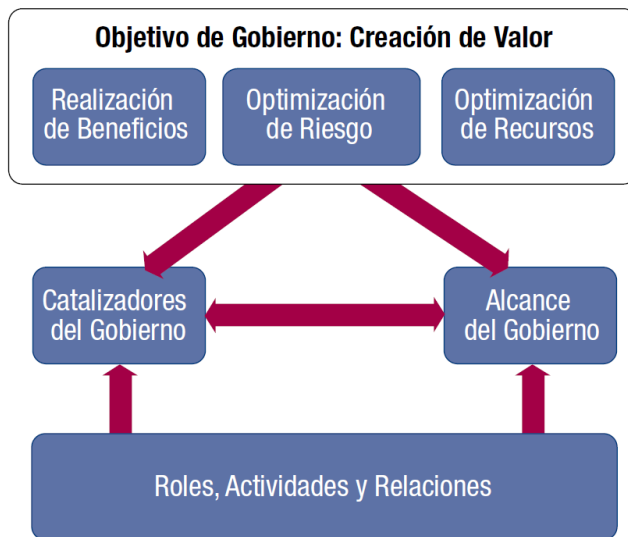 Objetivo de Gobierno: Creación de Valor
Realización
de Beneficios
Optimización
de Riesgo
Optimización
de Recursos
Catalizadores
del Gobierno
Alcance
del Gobierno
Roles, Actividades y Relaciones